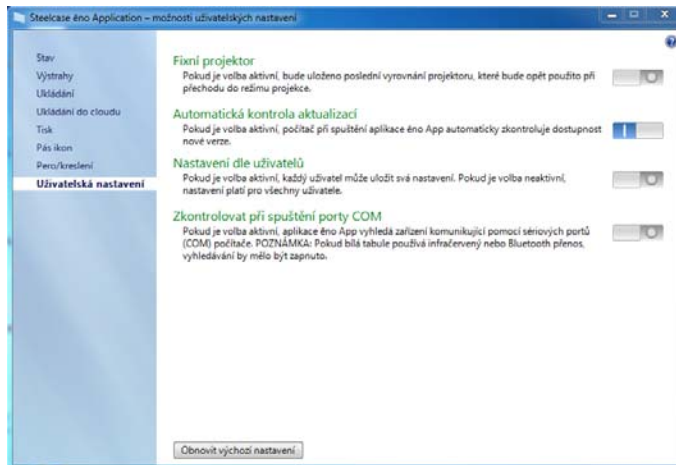 Steelcase ēno Application – možnosti uživatelských nastavení
Stav
Výstrahy
Ukládání
Ukládání do cloudu
Tisk
Pás ikon
Pero/kreslení
Uživatelská nastavení
Fixní projektor
Pokud je volba aktivní, bude uloženo poslední vyrovnání projektoru, které bude opět použito při
přechodu do režimu projekce.
Automatická kontrola aktualizací
Pokud je volba aktivní, počítač při spuštění aplikace ēno App automaticky zkontroluje dostupnost
nové verze.
Nastavení dle uživatelů
Pokud je volba aktivní, každý uživatel může uložit svá nastavení. Pokud je volba neaktivní,
nastavení platí pro všechny uživatele.
Zkontrolovat při spuštění porty COM
Pokud je volba aktivní, aplikace ēno App vyhledá zařízení komunikující pomocí sériových portů
(COM) počítače. POZNÁMKA: Pokud bílá tabule používá infračervený nebo Bluetooth přenos,
vyhledávání by mělo být zapnuto.
Obnovit výchozí nastavení